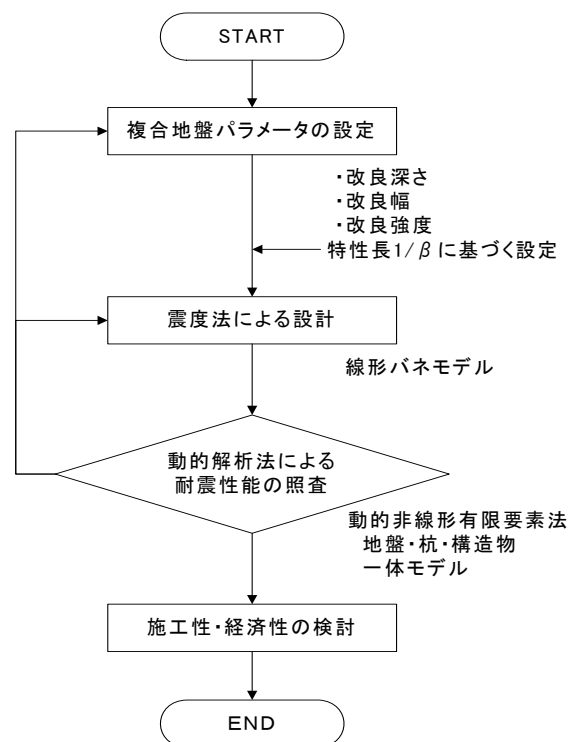 START
複合地盤パラメータの設定
・改良深さ
・改良幅
・改良強度
特性長1/βに基づく設定
震度法による設計
線形バネモデル
動的解析法による
耐震性能の照査
動的非線形有限要素法
地盤・杭・構造物
一体モデル
施工性・経済性の検討
END